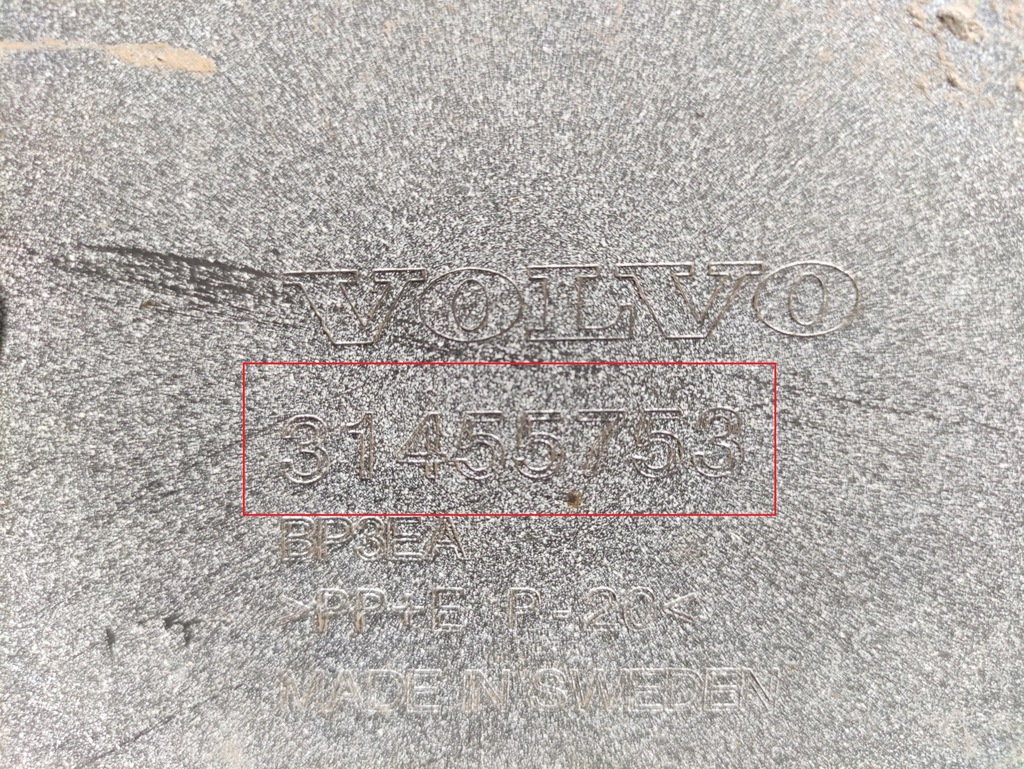 VOLVO
31455753
BP3EA
>PP+E P-20<
MADE IN SWEDEN